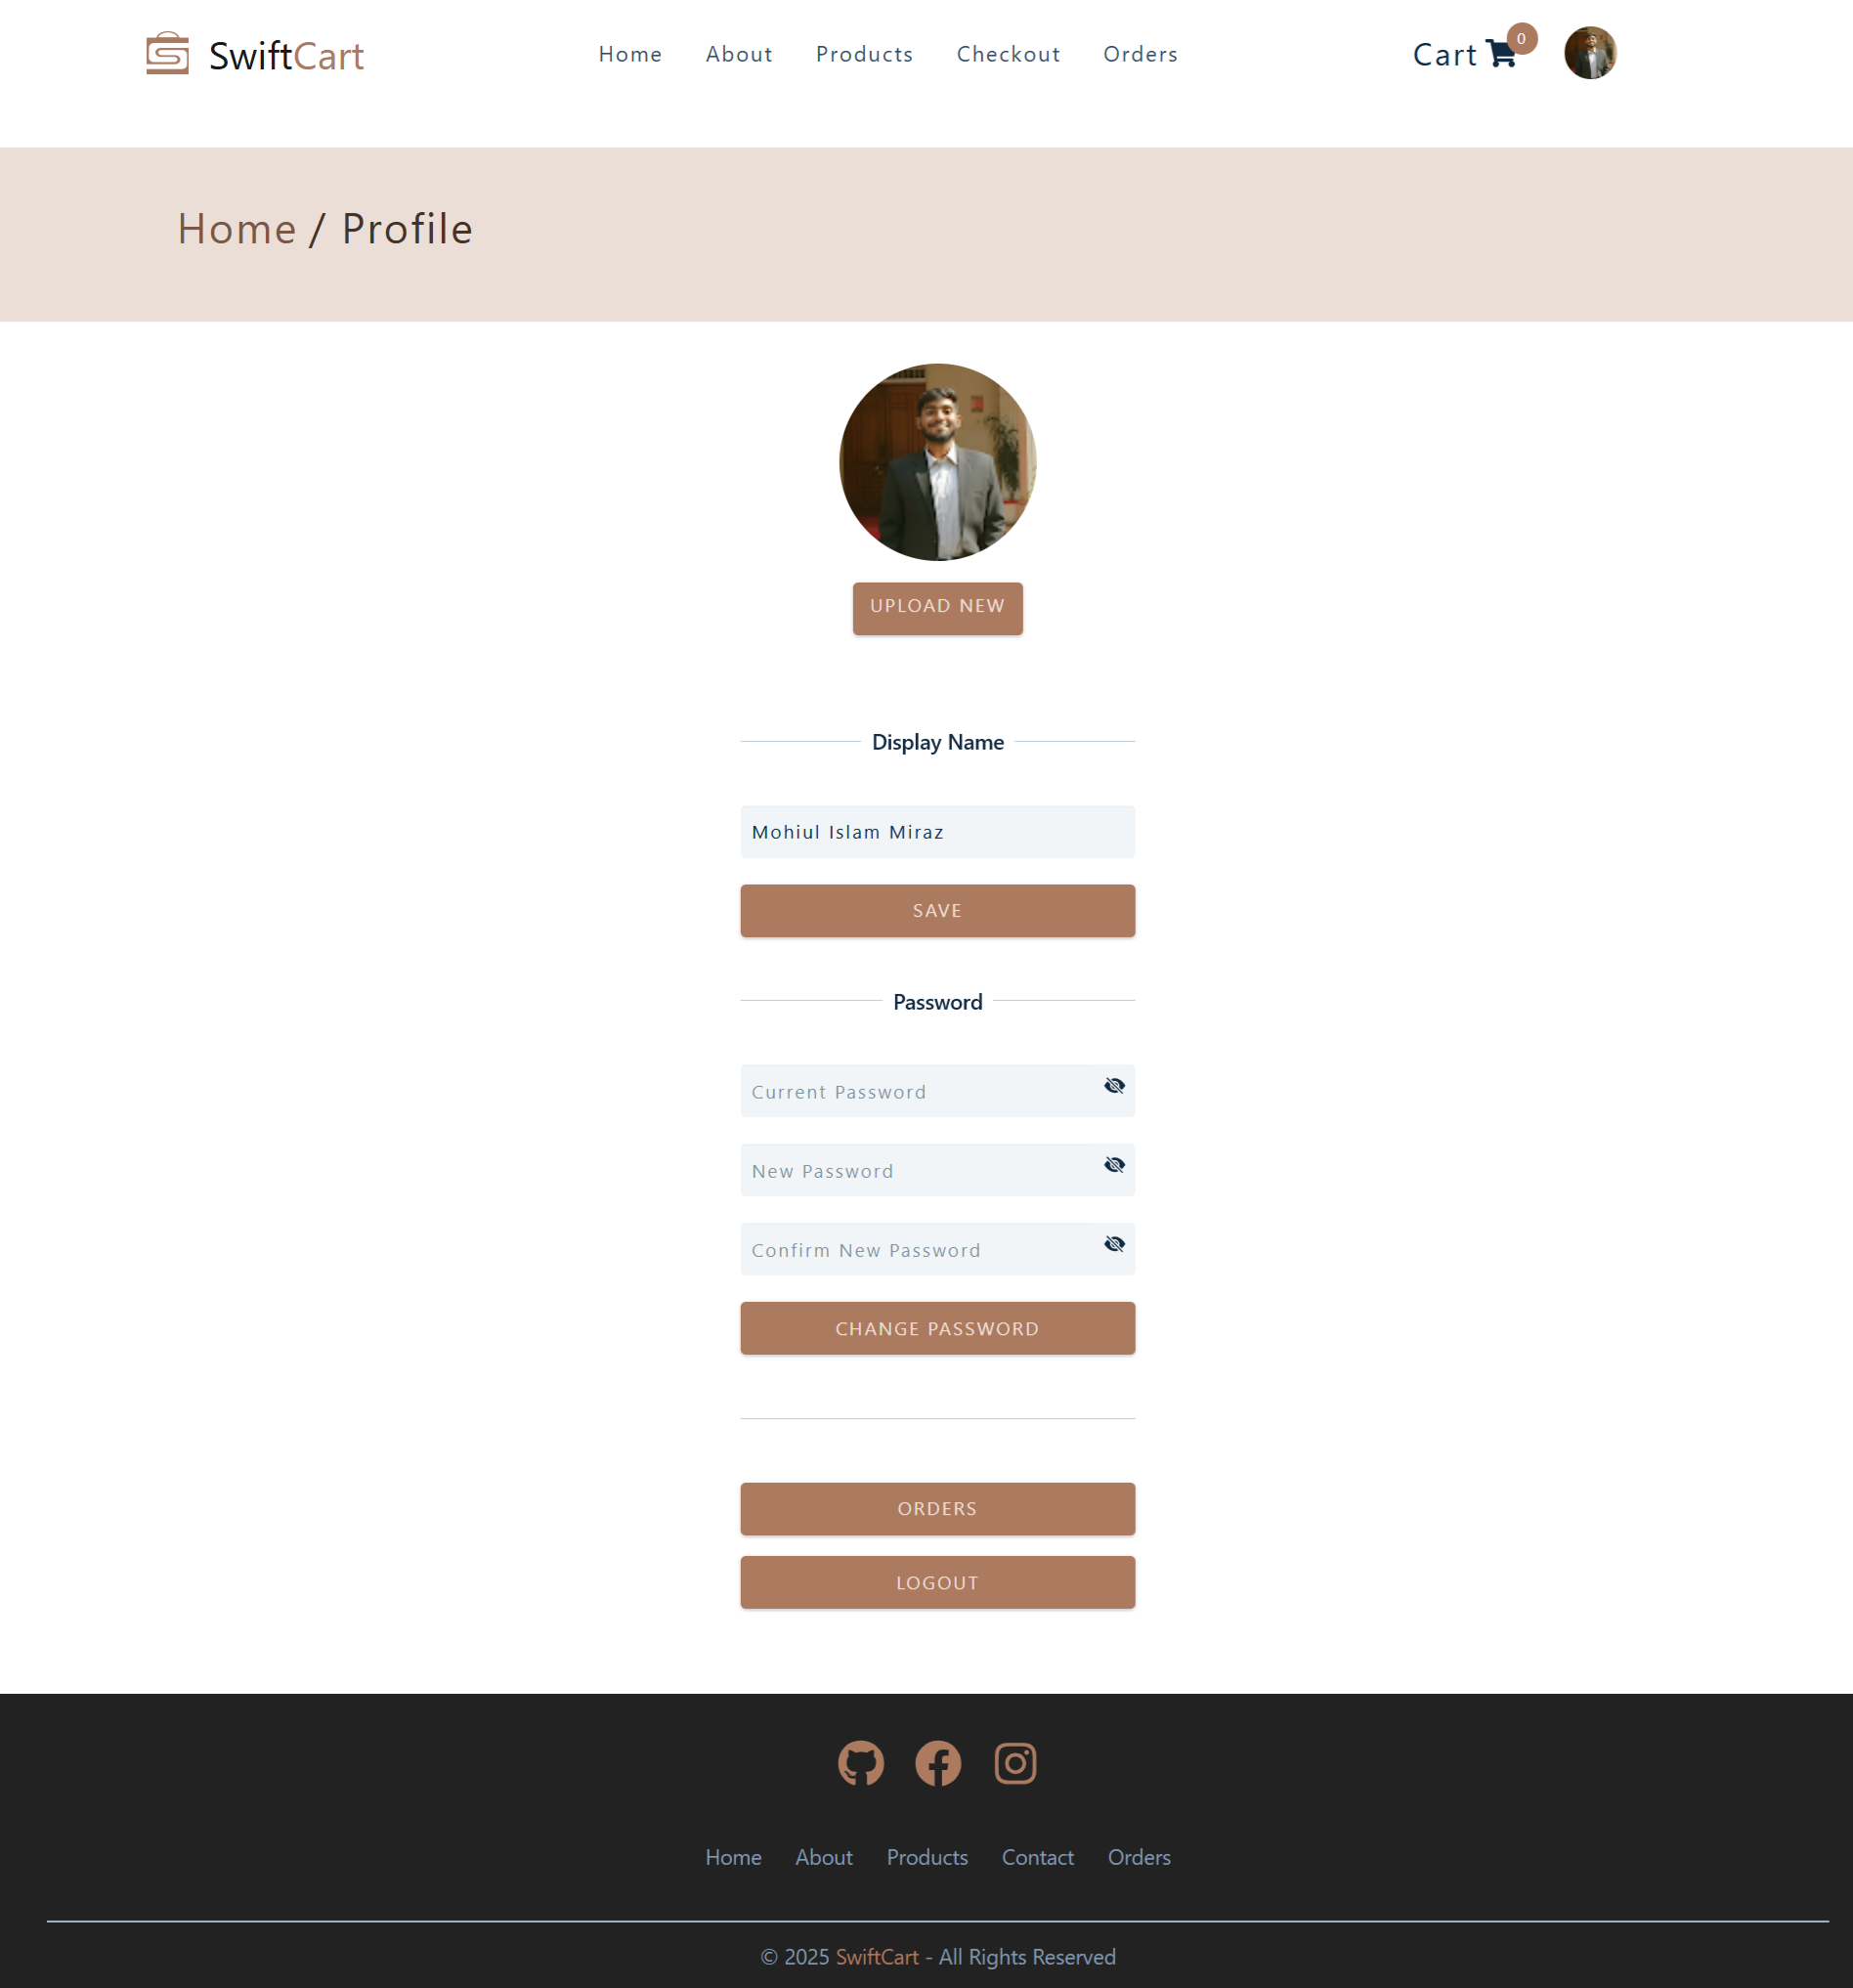 SwiftCart
Home About Products Checkout Orders
Cart 0
Home / Profile
UPLOAD NEW
Display Name
Mohiul Islam Miraz
SAVE
Password
Current Password
New Password
Confirm New Password
CHANGE PASSWORD
ORDERS
LOGOUT
Home About Products Contact Orders
© 2025 SwiftCart - All Rights Reserved